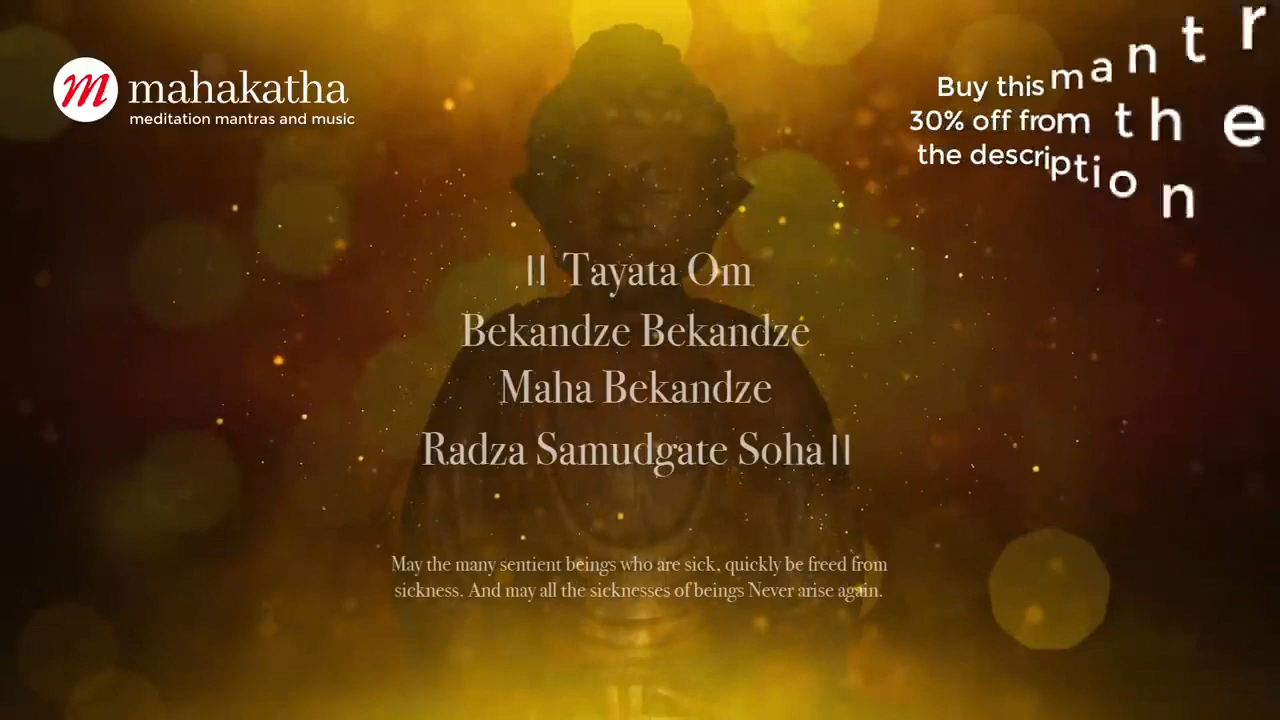 mahakatha
meditation mantras and music
Buy this mantr
30% off from the
the description
|| Tayata Om
Bekandze Bekandze
Maha Bekandze
Radza Samudgate Soha ||
May the many sentient beings who are sick, quickly be freed from
sickness. And may all the sicknesses of beings Never arise again.